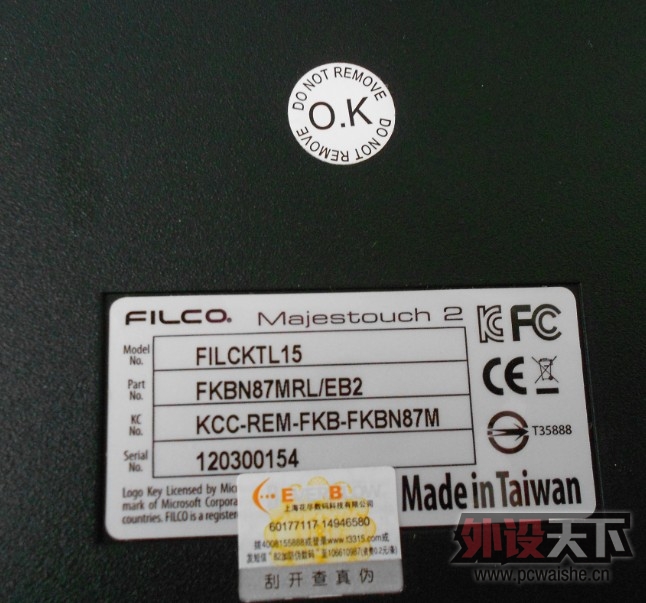 DO NOT REMOVE
O.K
DO NOT REMOVE
FILCO. Majestouch 2
FC
Model No. FILCKTL15
Part No. FKBN87MRL/EB2
CE
KC No. KCC-REM-FKB-FKBN87M
T35888
Serial No. 120300154
Logo Key Licensed by Mic
mark of Microsoft Corpora
countries. FILCO is a register
Made in Taiwan
E B
60177117 14946580
刮开查真伪
外设天下
www.pcwaishe.cn